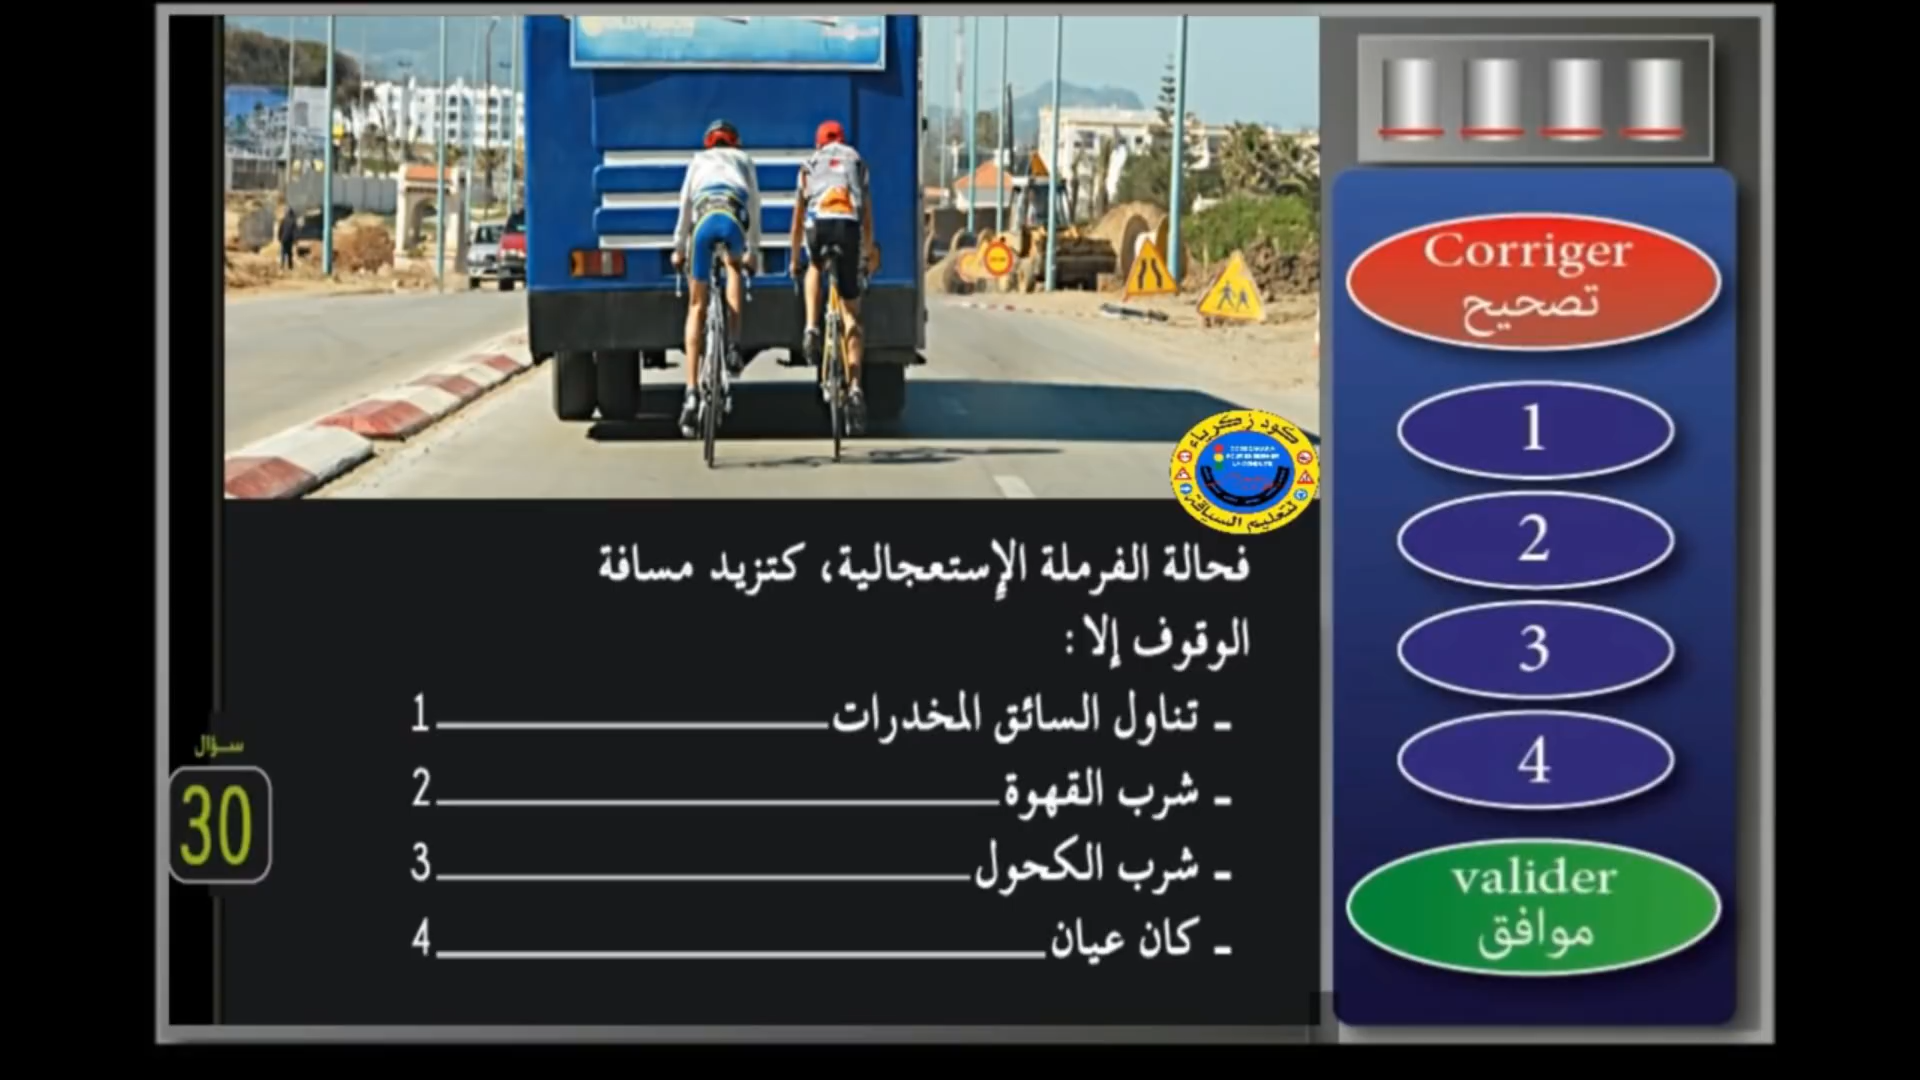 فحالة الفرملة الإستعجالية، كتزيد مسافة
الوقوف إلا :
ـ تناول السائق المخدرات 1
ـ شرب القهوة 2
ـ شرب الكحول 3
ـ كان عيان 4
سؤال
30
Corriger
تصحيح
1
2
3
4
valider
موافق
كود زكرياء
لتعليم السياقة